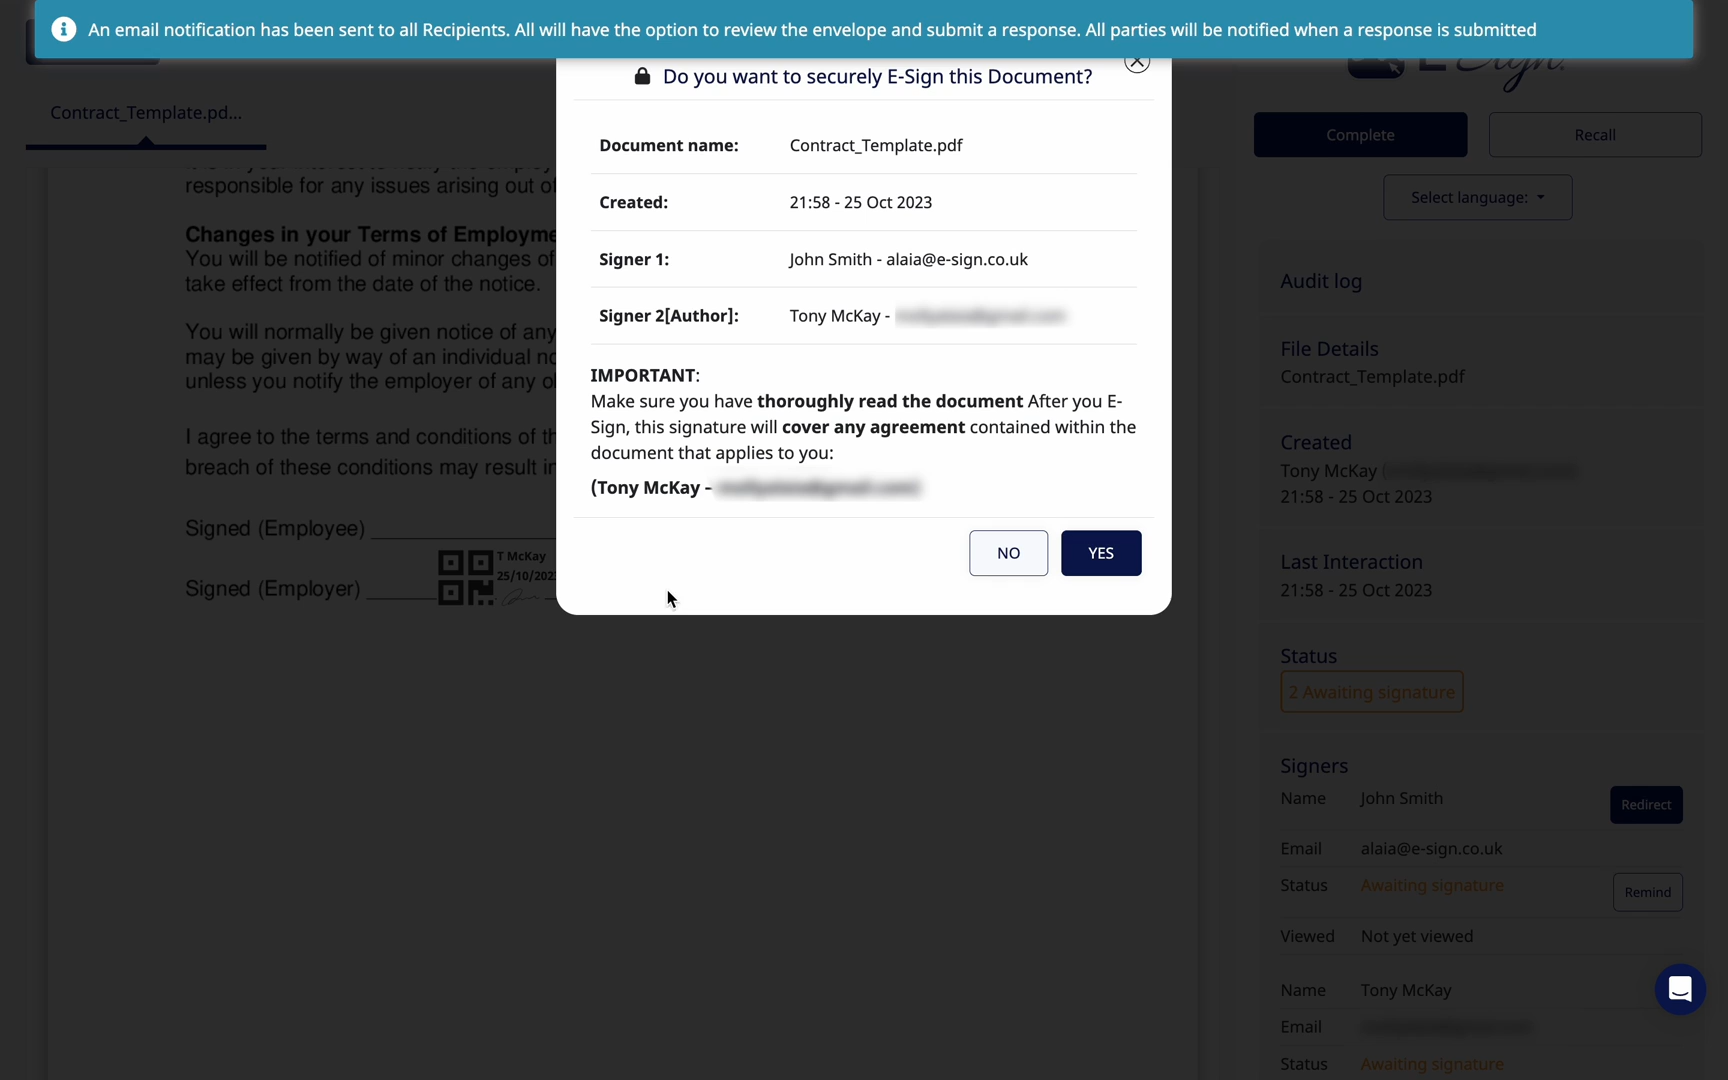 An email notification has been sent to all Recipients. All will have the option to review the envelope and submit a response. All parties will be notified when a response is submitted
Contract_Template.pd...
responsible for any issues arising out of
Changes in your Terms of Employme
You will be notified of minor changes of
take effect from the date of the notice.
You will normally be given notice of any
may be given by way of an individual no
unless you notify the employer of any o
I agree to the terms and conditions of th
breach of these conditions may result in
Signed (Employee)
T McKay
25/10/202
Signed (Employer)
Do you want to securely E-Sign this Document?
Document name: Contract_Template.pdf
Created: 21:58 - 25 Oct 2023
Signer 1: John Smith - alaia@e-sign.co.uk
Signer 2[Author]: Tony McKay -
IMPORTANT:
Make sure you have thoroughly read the document After you E-
Sign, this signature will cover any agreement contained within the
document that applies to you:
(Tony McKay -
NO YES
E Sign.
Complete Recall
Select language:
Audit log
File Details
Contract_Template.pdf
Created
Tony McKay (
21:58 - 25 Oct 2023
Last Interaction
21:58 - 25 Oct 2023
Status
2 Awaiting signature
Signers
Name John Smith Redirect
Email alaia@e-sign.co.uk
Status Awaiting signature Remind
Viewed Not yet viewed
Name Tony McKay
Email
Status Awaiting signature